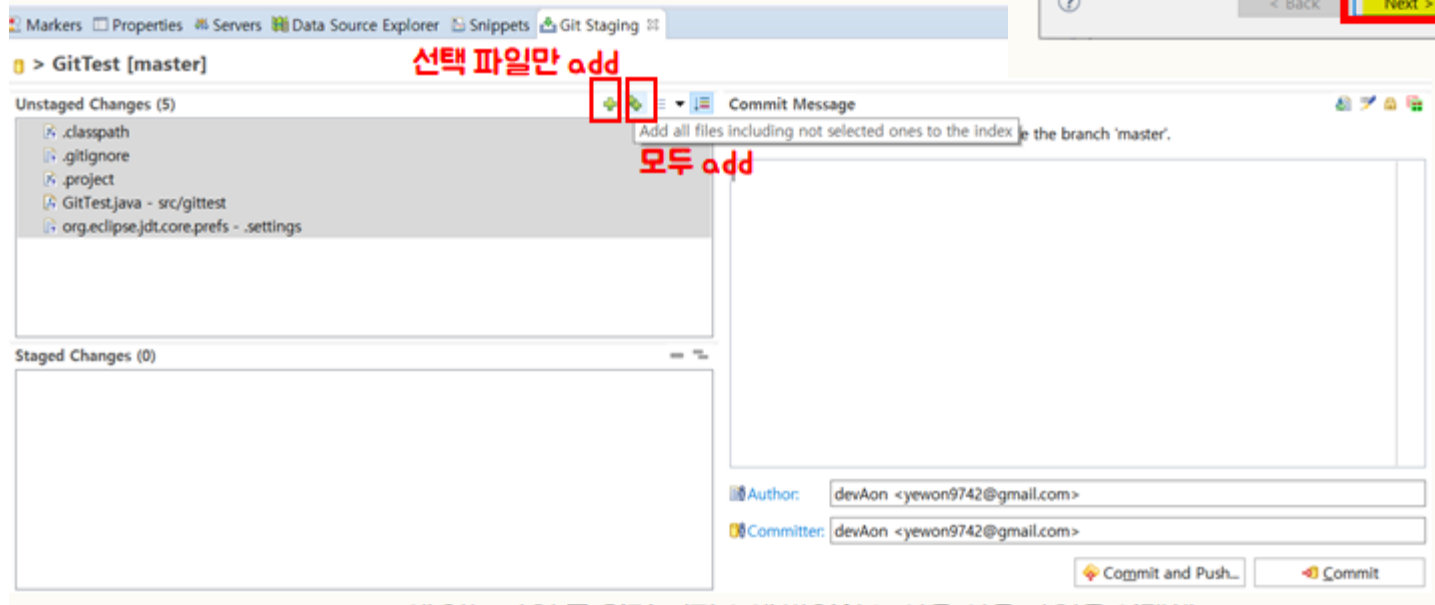 < Back
Next >
Markers Properties Servers Data Source Explorer Snippets Git Staging
> GitTest [master]
선택 파일만 add
Unstaged Changes (5)
.classpath
.gitignore
.project
GitTest.java - src/gittest
org.eclipse.jdt.core.prefs - .settings
Commit Message
Add all files including not selected ones to the index
e the branch 'master'.
모두 add
Staged Changes (0)
Author: devAon <yewon9742@gmail.com>
Committer: devAon <yewon9742@gmail.com>
Commit and Push...
Commit